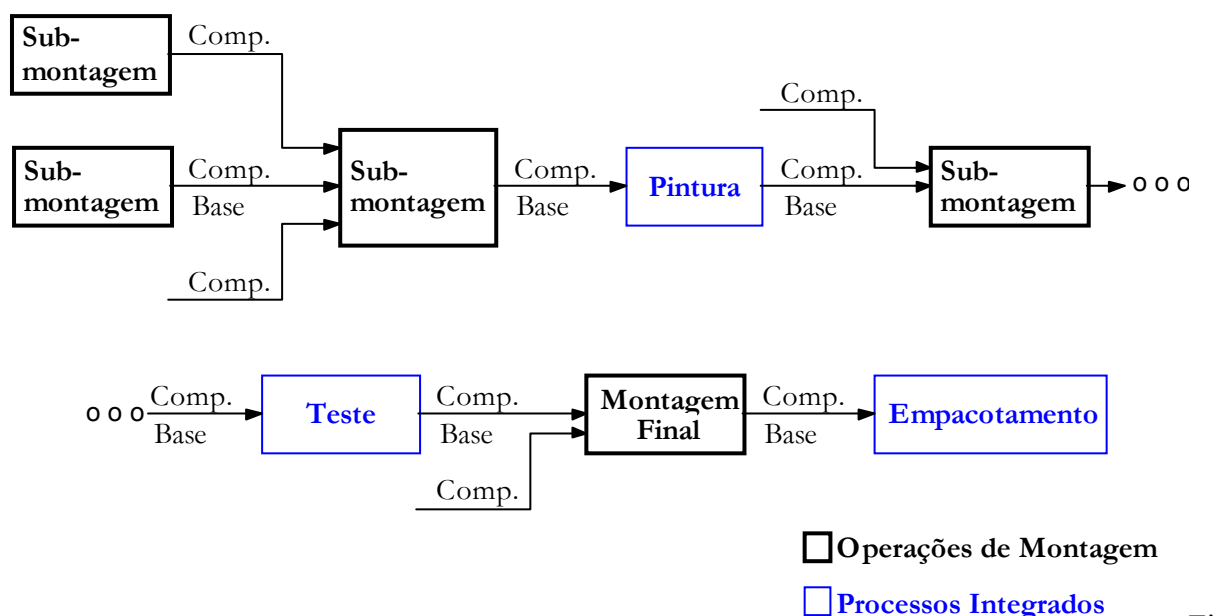 Sub-
montagem
Comp.
Sub-
montagem
Comp.
Base
Comp.
Sub-
montagem
Comp.
Base
Pintura
Comp.
Comp.
Base
Sub-
montagem
o o o
o o o
Comp.
Base
Teste
Comp.
Base
Comp.
Montagem
Final
Comp.
Base
Empacotamento
Operações de Montagem
Processos Integrados